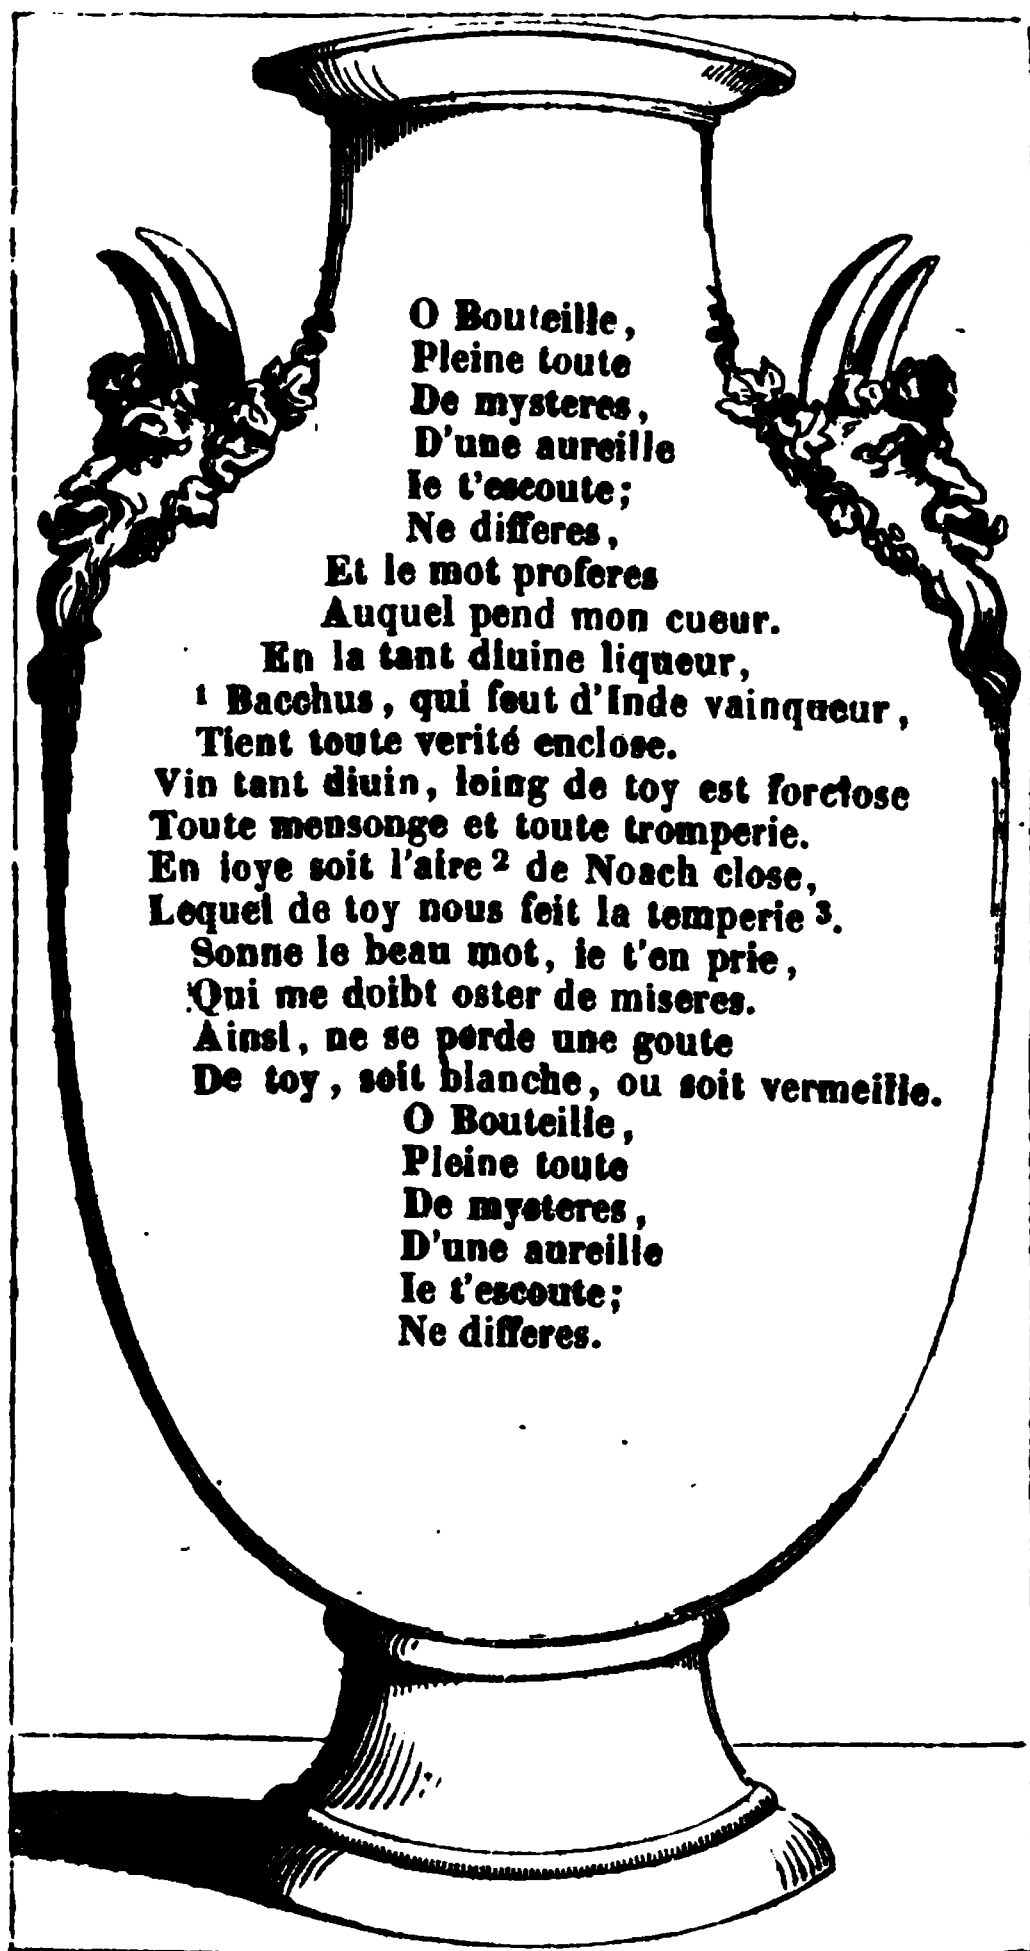 O Bouteille,
Pleine toute
De mysteres,
D'une aureille
Ie t'escoute;
Ne differes,
Et le mot proferes
Auquel pend mon cueur.
En la tant diuine liqueur,
¹ Bacchus, qui feut d'Inde vainqueur,
Tient toute verité enclose.
Vin tant diuin, loing de toy est forclose
Toute mensonge et toute tromperie.
En ioye soit l'aire ² de Noach close,
Lequel de toy nous feit la temperie ³.
Sonne le beau mot, ie t'en prie,
Qui me doibt oster de miseres.
Ainsi, ne se perde une goute
De toy, soit blanche, ou soit vermeille.
O Bouteille,
Pleine toute
De mysteres,
D'une aureille
Ie t'escoute;
Ne differes.